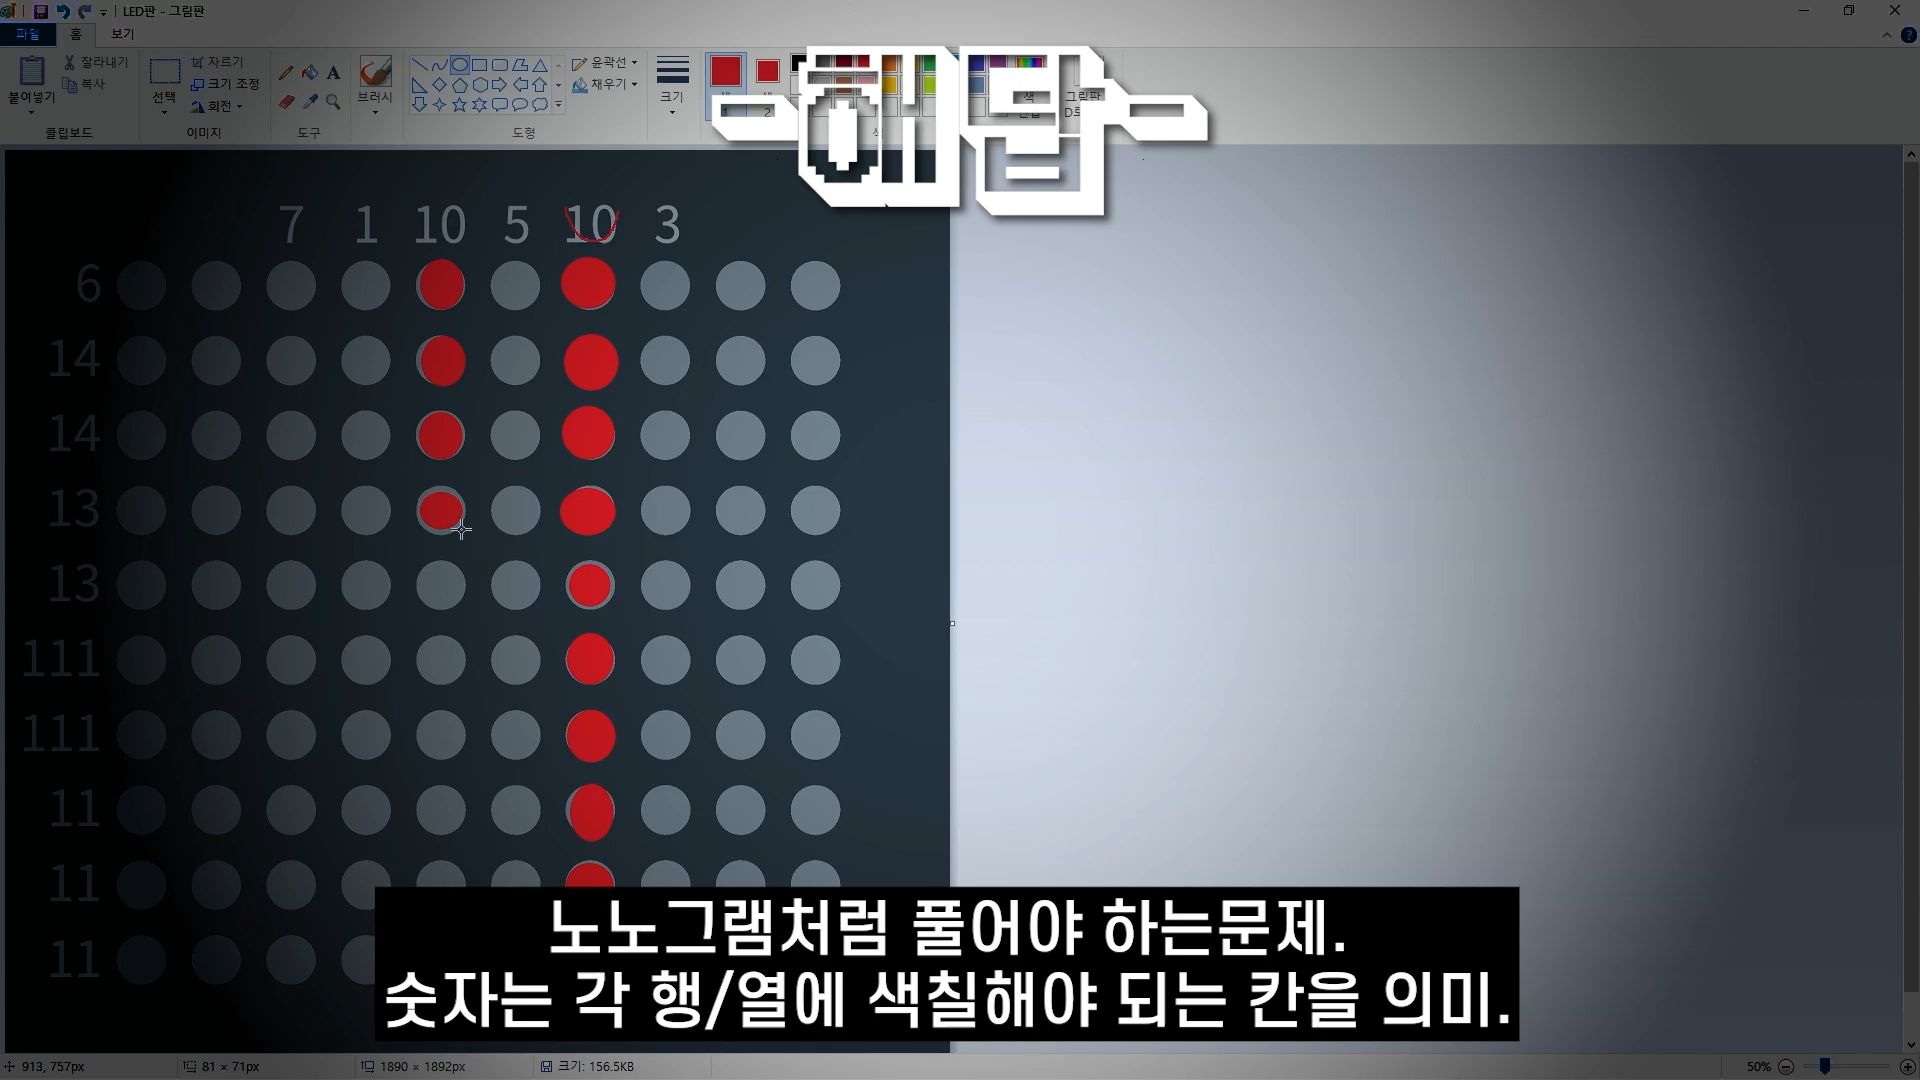 LED판 - 그림판
파일
홈
보기
잘라내기
복사
붙여넣기
클립보드
선택
자르기
크기 조정
회전
이미지
도구
브러시
윤곽선
채우기
도형
크기
1
2
색
해답
7 1 10 5 10 3
6
14
14
13
13
111
111
11
11
11
노노그램처럼 풀어야 하는문제.
숫자는 각 행/열에 색칠해야 되는 칸을 의미.
913, 757px
81 × 71px
1890 × 1892px
크기: 156.5KB
50%